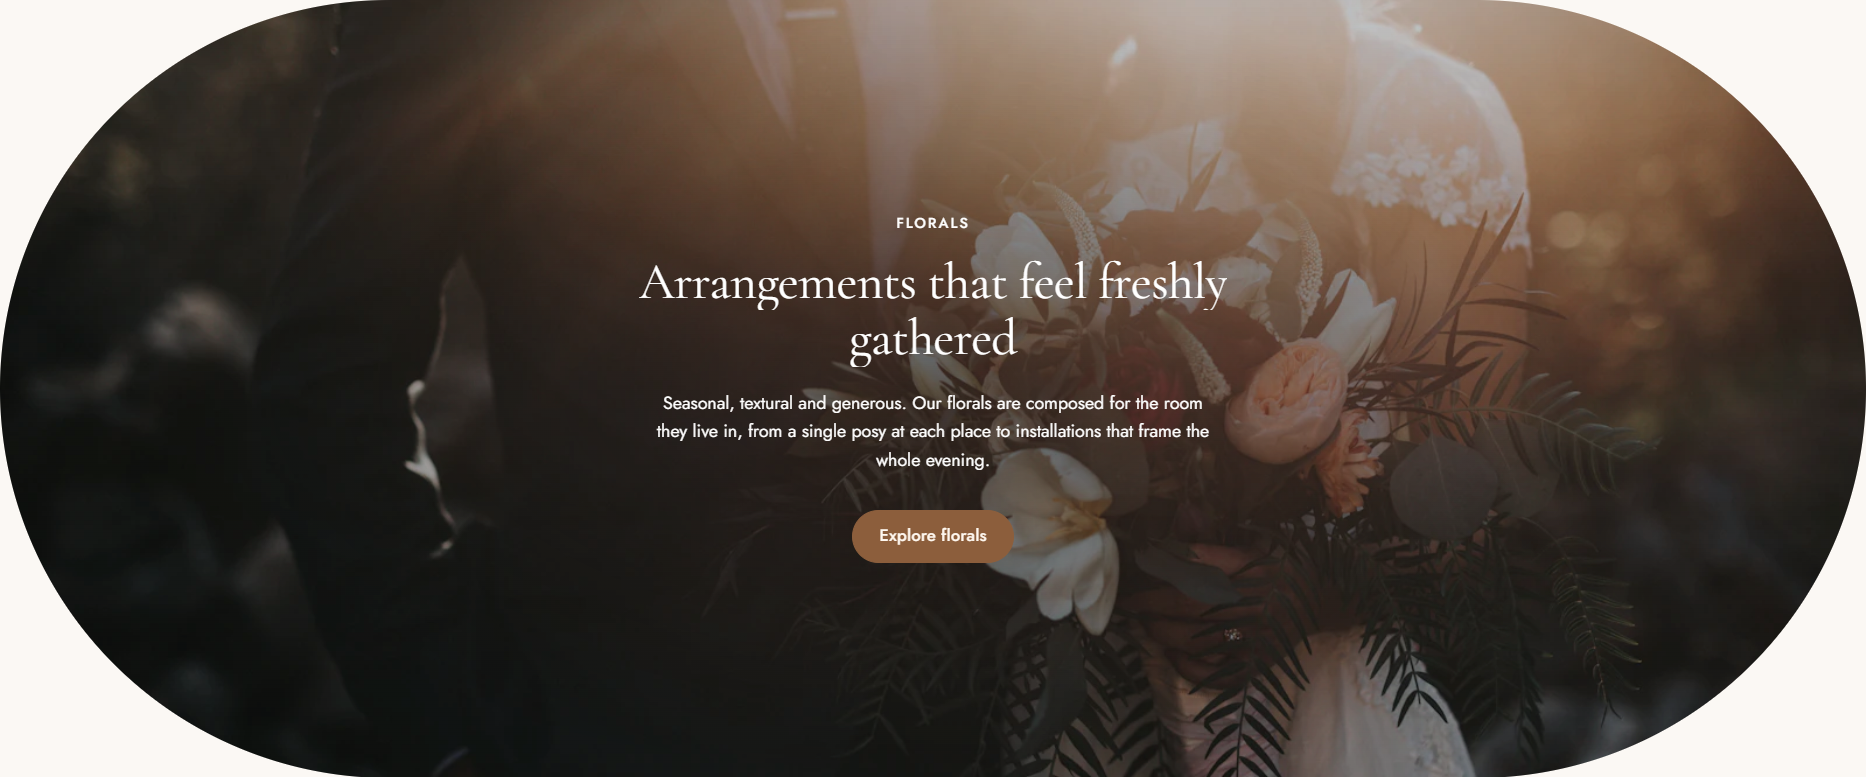 FLORALS
Arrangements that feel freshly
gathered
Seasonal, textural and generous. Our florals are composed for the room
they live in, from a single posy at each place to installations that frame the
whole evening.
Explore florals